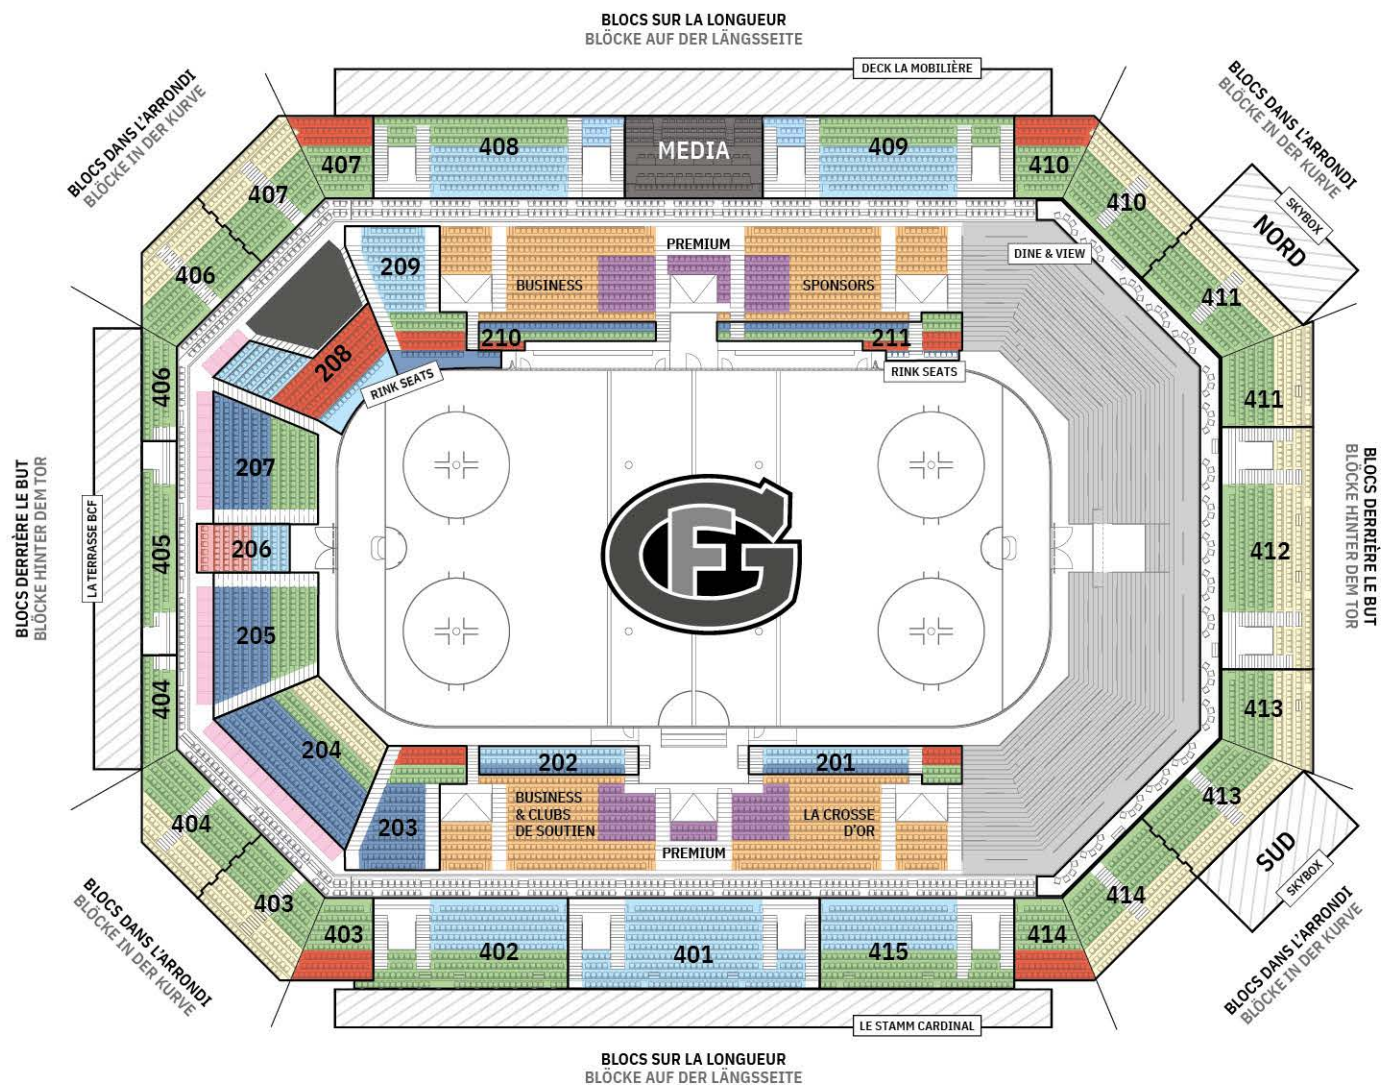 BLOCS SUR LA LONGUEUR
BLÖCKE AUF DER LÄNGSSEITE
DECK LA MOBILIÈRE
BLOCS DANS L'ARRONDI
BLÖCKE IN DER KURVE
BLOCS DANS L'ARRONDI
BLÖCKE IN DER KURVE
407
408
MEDIA
409
410
407
410
SKYBOX
NORD
406
411
209
PREMIUM
DINE & VIEW
BUSINESS
SPONSORS
210
211
208
RINK SEATS
RINK SEATS
406
411
207
BLOCS DERRIÈRE LE BUT
BLÖCKE HINTER DEM TOR
LA TERRASSE BCF
405
206
FG
412
BLOCS DERRIÈRE LE BUT
BLÖCKE HINTER DEM TOR
205
404
413
204
202
201
203
BUSINESS
& CLUBS
DE SOUTIEN
LA CROSSE
D'OR
PREMIUM
404
413
SUD
SKYBOX
403
414
403
402
401
415
414
BLOCS DANS L'ARRONDI
BLÖCKE IN DER KURVE
BLOCS DANS L'ARRONDI
BLÖCKE IN DER KURVE
LE STAMM CARDINAL
BLOCS SUR LA LONGUEUR
BLÖCKE AUF DER LÄNGSSEITE